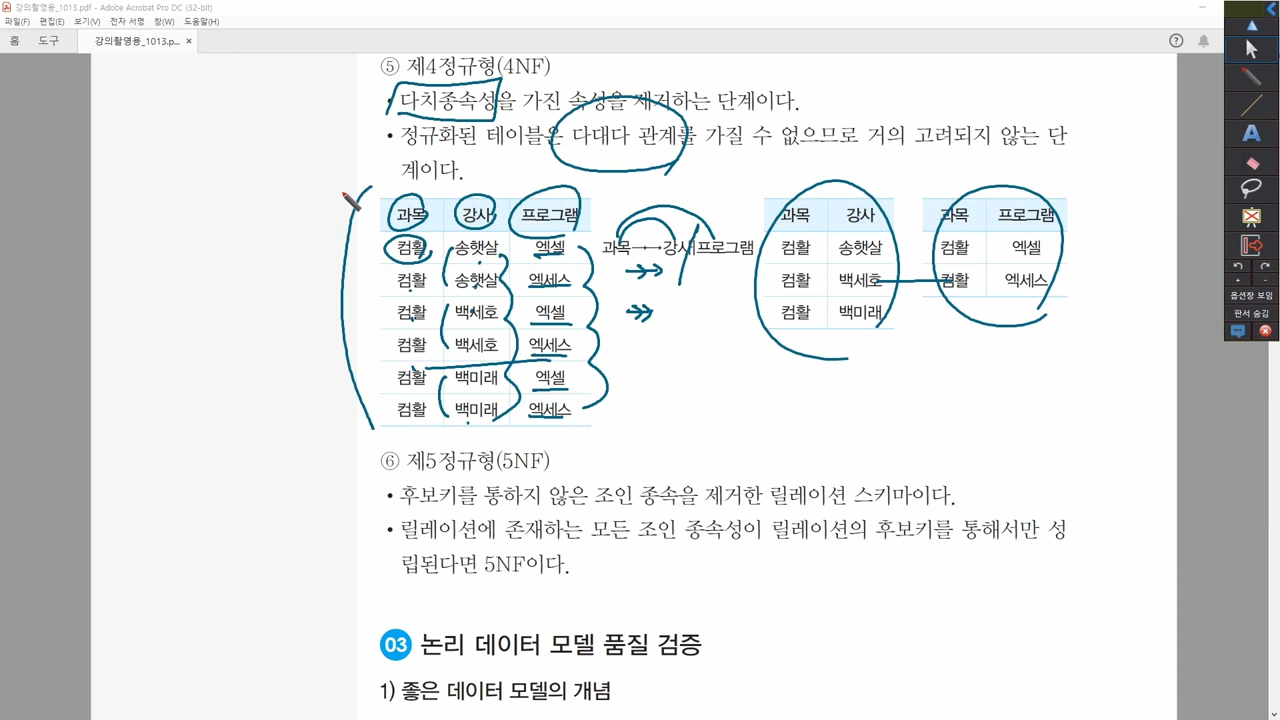 강의촬영용_1013.pdf - Adobe Acrobat Pro DC (32-bit)
파일(F) 편집(E) 보기(V) 전자 서명 창(W) 도움말(H)
홈 도구 강의촬영용_1013.p... ×
⑤ 제4정규형(4NF)
• 다치종속성을 가진 속성을 제거하는 단계이다.
• 정규화된 테이블은 다대다 관계를 가질 수 없으므로 거의 고려되지 않는 단
계이다.
과목 강사 프로그램
컴활 송햇살 엑셀
컴활 송햇살 엑세스
컴활 백세호 엑셀
컴활 백세호 엑세스
컴활 백미래 엑셀
컴활 백미래 엑세스
과목→→강사|프로그램
과목 강사
컴활 송햇살
컴활 백세호
컴활 백미래
과목 프로그램
컴활 엑셀
컴활 엑세스
⑥ 제5정규형(5NF)
• 후보키를 통하지 않은 조인 종속을 제거한 릴레이션 스키마이다.
• 릴레이션에 존재하는 모든 조인 종속성이 릴레이션의 후보키를 통해서만 성
립된다면 5NF이다.
03 논리 데이터 모델 품질 검증
1) 좋은 데이터 모델의 개념
A
+ -
옵션장 보임
판서 숨김